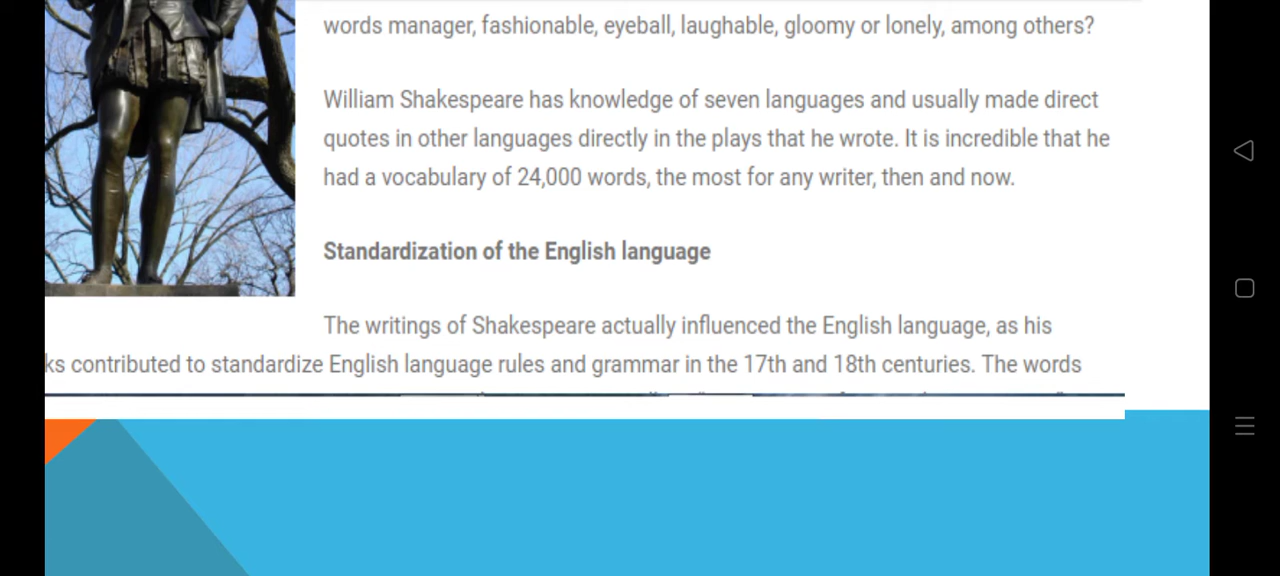 words manager, fashionable, eyeball, laughable, gloomy or lonely, among others?
William Shakespeare has knowledge of seven languages and usually made direct
quotes in other languages directly in the plays that he wrote. It is incredible that he
had a vocabulary of 24,000 words, the most for any writer, then and now.
Standardization of the English language
The writings of Shakespeare actually influenced the English language, as his
ks contributed to standardize English language rules and grammar in the 17th and 18th centuries. The words